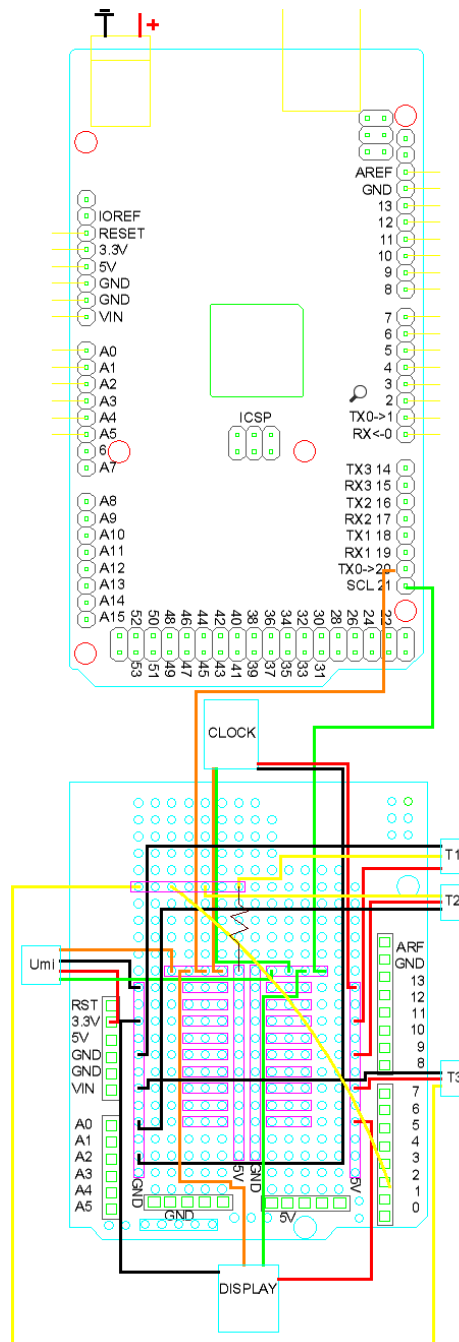 +
IOREF
RESET
3.3V
5V
GND
GND
VIN
A0
A1
A2
A3
A4
A5
6
A7
A8
A9
A10
A11
A12
A13
A14
A15
AREF
GND
13
12
11
10
9
8
7
6
5
4
3
2
TX0->1
RX<-0
ICSP
TX3 14
RX3 15
TX2 16
RX2 17
TX1 18
RX1 19
TX0->20
SCL 21
52 50 48 46 44 42 40 38 36 34 32 30 28 26 24 22
53 51 49 47 45 43 41 39 37 35 33 31
CLOCK
T1
T2
T3
Umi
RST
3.3V
5V
GND
GND
VIN
A0
A1
A2
A3
A4
A5
ARF
GND
13
12
11
10
9
8
7
6
5
4
3
2
1
0
GND
5V
GND
5V
GND
5V
DISPLAY